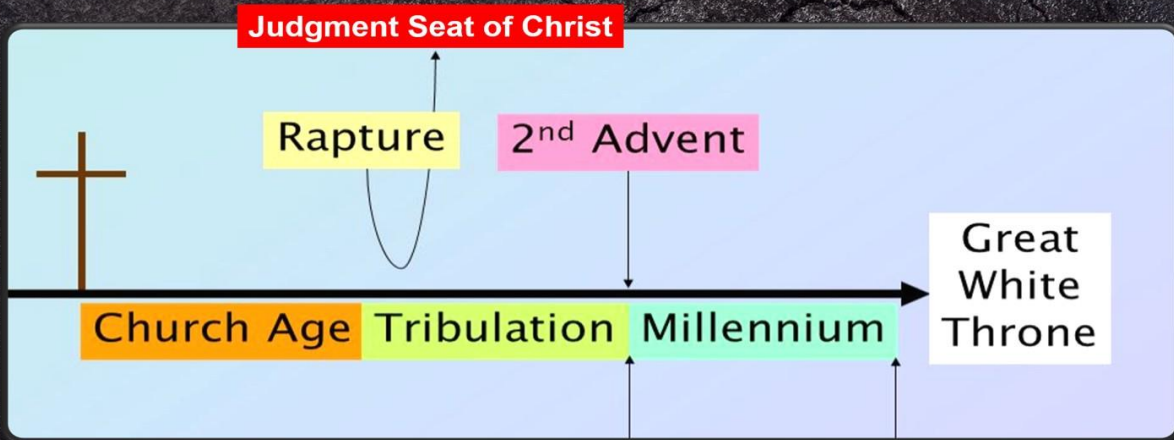 Judgment Seat of Christ
Rapture
2nd Advent
Church Age
Tribulation
Millennium
Great
White
Throne